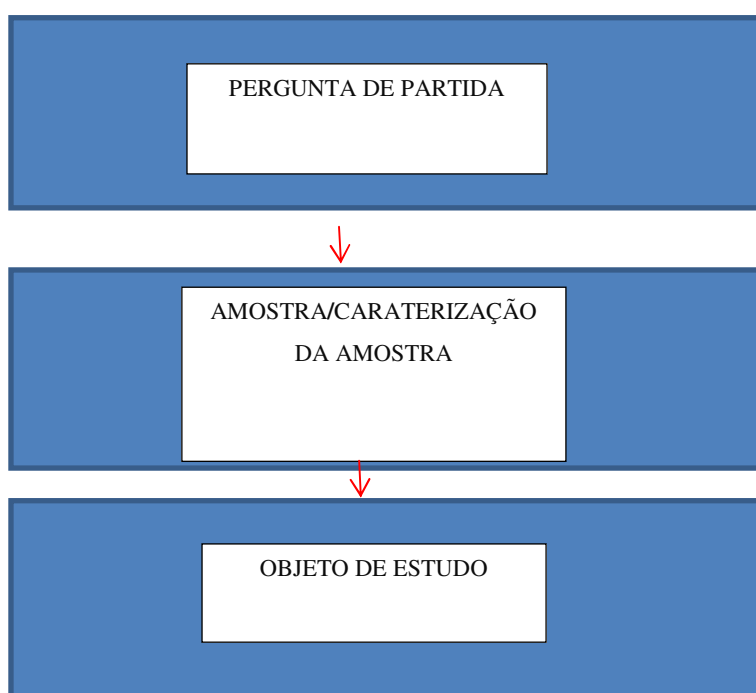 PERGUNTA DE PARTIDA
AMOSTRA/CARATERIZAÇÃO
DA AMOSTRA
OBJETO DE ESTUDO